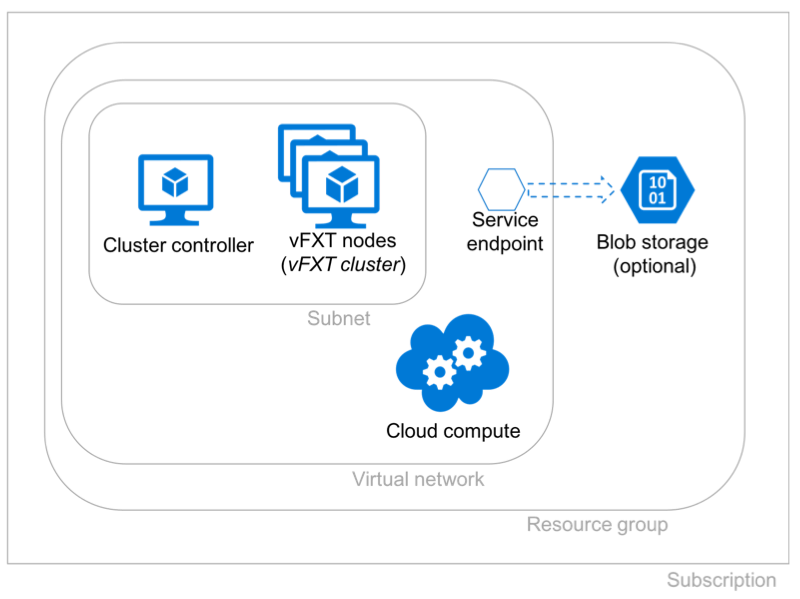 10
01
Cluster controller
vFXT nodes
(vFXT cluster)
Service
endpoint
Blob storage
(optional)
Subnet
Cloud compute
Virtual network
Resource group
Subscription